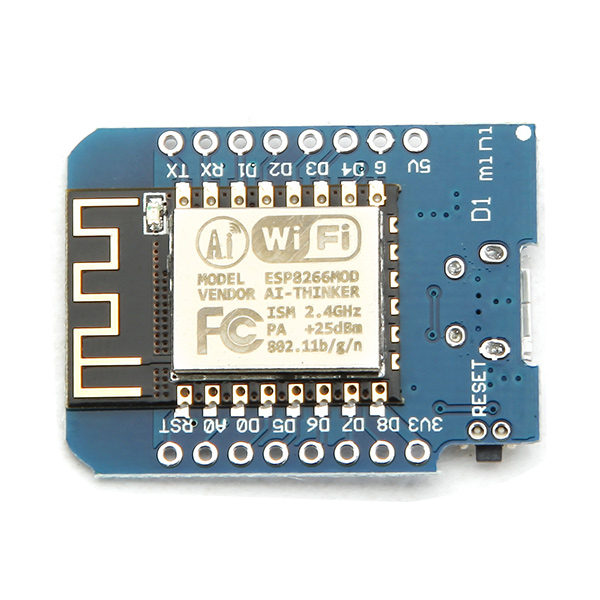 TX RX D1 D2 D3 D4 G 5V
D1 mini
Ai WiFi
MODEL ESP8266MOD
VENDOR AI-THINKER
FC ISM 2.4GHz
PA +25dBm
802.11b/g/n
RESET
RST A0 D0 D5 D6 D7 D8 3V3